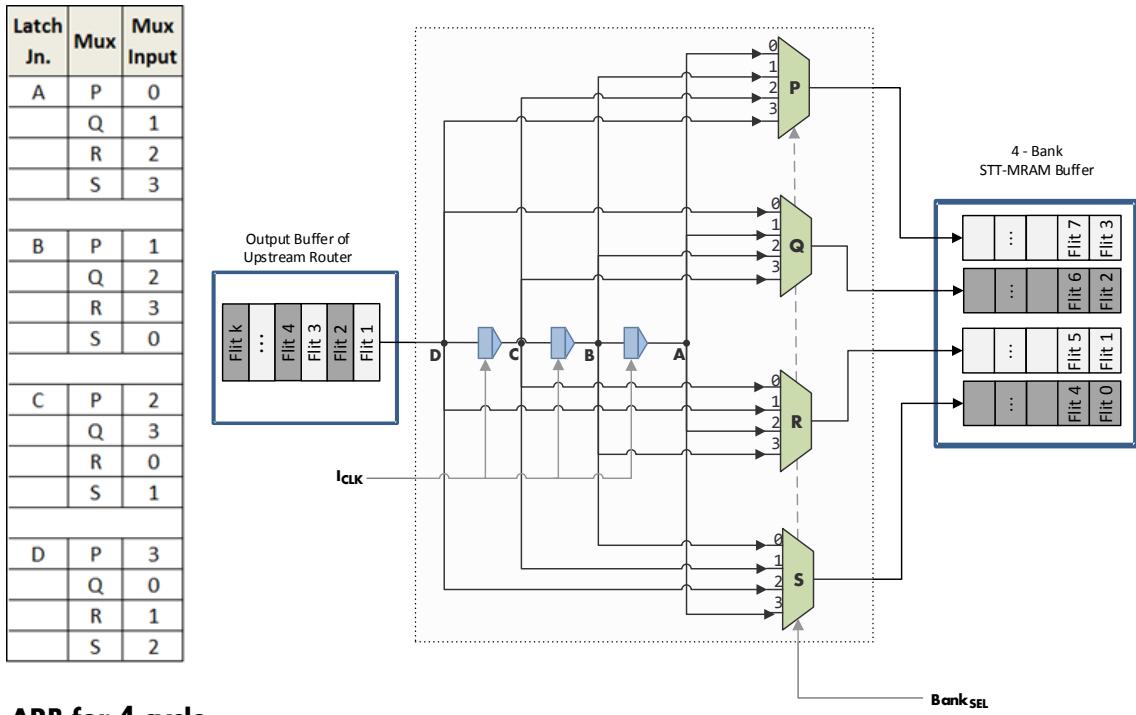 Latch Jn. Mux Mux Input
A P 0
Q 1
R 2
S 3
B P 1
Q 2
R 3
S 0
C P 2
Q 3
R 0
S 1
D P 3
Q 0
R 1
S 2
Output Buffer of
Upstream Router
Flit k ... Flit 4 Flit 3 Flit 2 Flit 1
D C B A
I CLK
0
1
2
3
P
0
1
2
3
Q
0
1
2
3
R
0
1
2
3
S
Bank SEL
4 - Bank
STT-MRAM Buffer
... Flit 7 Flit 3
... Flit 6 Flit 2
... Flit 5 Flit 1
... Flit 4 Flit 0